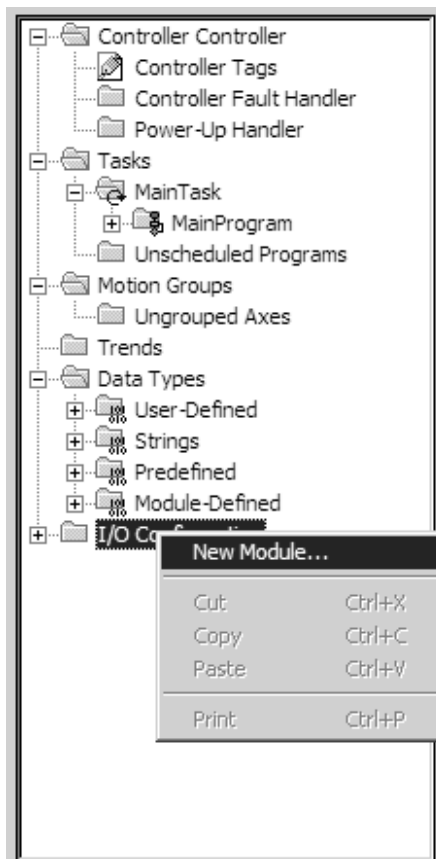 Controller Controller
Controller Tags
Controller Fault Handler
Power-Up Handler
Tasks
MainTask
MainProgram
Unscheduled Programs
Motion Groups
Ungrouped Axes
Trends
Data Types
User-Defined
Strings
Predefined
Module-Defined
I/O
New Module...
Cut Ctrl+X
Copy Ctrl+C
Paste Ctrl+V
Print Ctrl+P